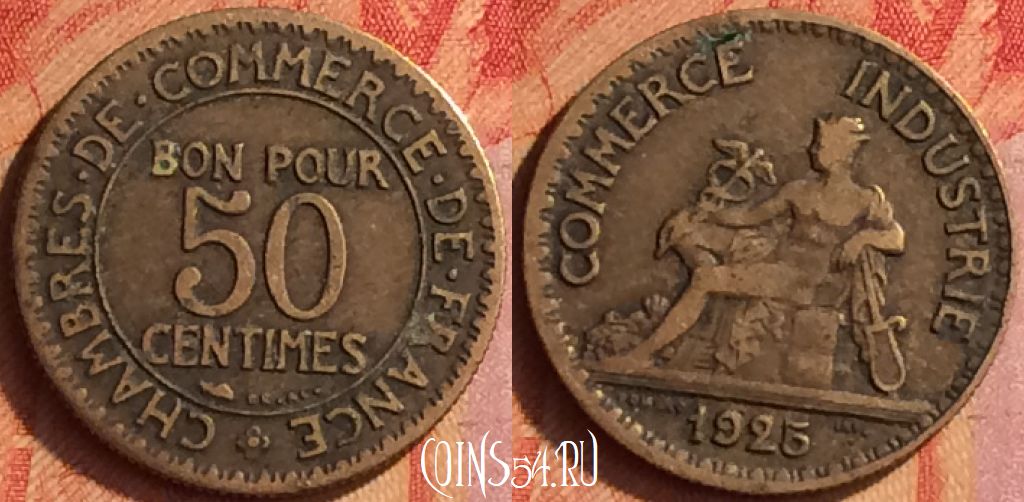 CHAMBRES·DE·COMMERCE·DE·FRANCE
BON POUR
50
CENTIMES
COMMERCE INDUSTRIE
1925
COINS54.RU